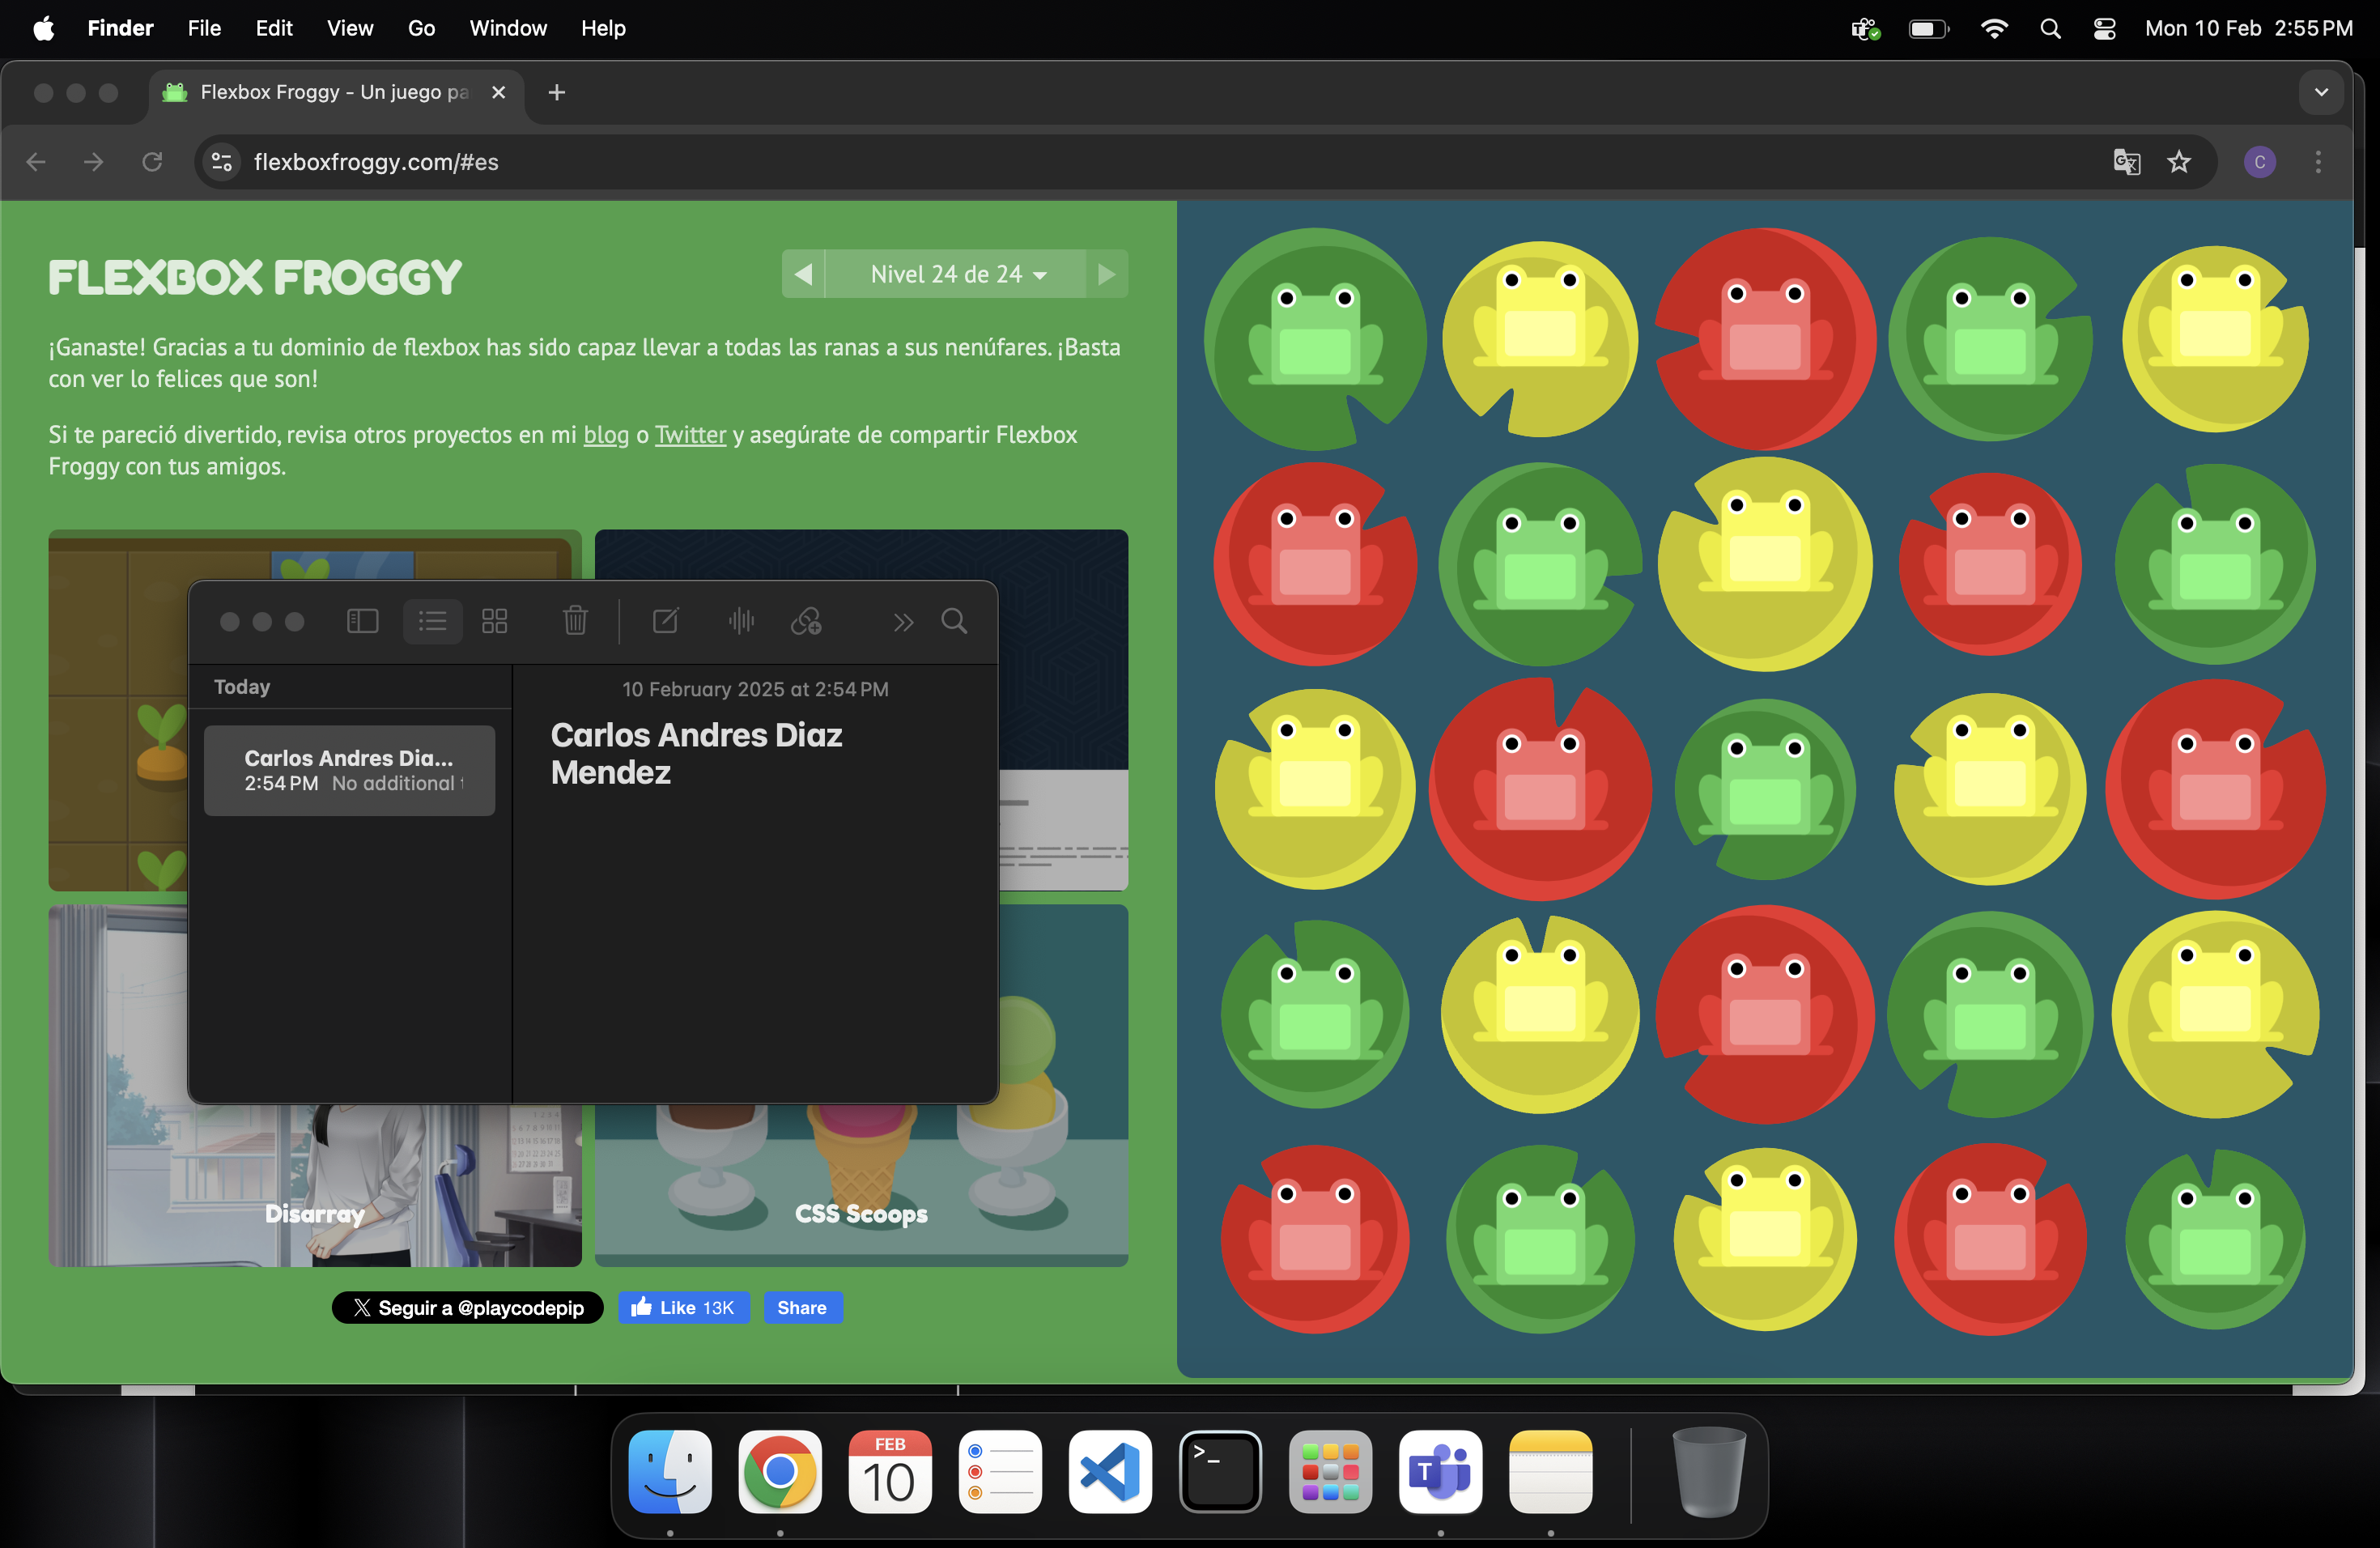 Finder File Edit View Go Window Help
Mon 10 Feb 2:55 PM
Flexbox Froggy - Un juego pa
flexboxfroggy.com/#es
C
FLEXBOX FROGGY
Nivel 24 de 24
¡Ganaste! Gracias a tu dominio de flexbox has sido capaz llevar a todas las ranas a sus nenúfares. ¡Basta
con ver lo felices que son!
Si te pareció divertido, revisa otros proyectos en mi blog o Twitter y asegúrate de compartir Flexbox
Froggy con tus amigos.
Today
Carlos Andres Dia...
2:54 PM No additional
10 February 2025 at 2:54 PM
Carlos Andres Diaz
Mendez
Disarray
CSS Scoops
Seguir a @playcodepip
Like 13K
Share
FEB
10
>_
T